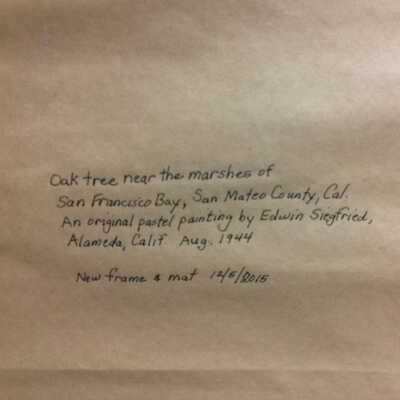 Oak tree near the marshes of
San Francisco Bay, San Mateo County, Cal.
An original pastel painting by Edwin Siegfried,
Alameda, Calif. Aug. 1944
New frame & mat 12/5/2015